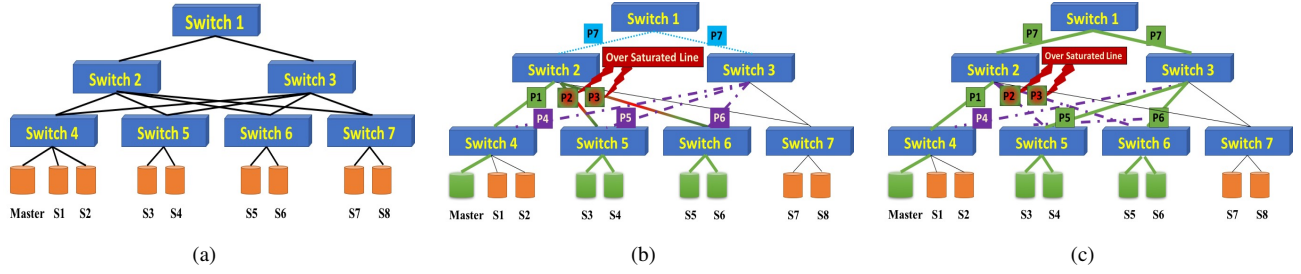 Switch 1
Switch 2 Switch 3
Switch 4 Switch 5 Switch 6 Switch 7
Master S1 S2 S3 S4 S5 S6 S7 S8
(a)
Switch 1
P7 P7
Over Saturated Line
Switch 2 Switch 3
P1 P2 P3
P4 P5 P6
Switch 4 Switch 5 Switch 6 Switch 7
Master S1 S2 S3 S4 S5 S6 S7 S8
(b)
Switch 1
P7 P7
Over Saturated Line
Switch 2 Switch 3
P1 P2 P3
P4 P5 P6
Switch 4 Switch 5 Switch 6 Switch 7
Master S1 S2 S3 S4 S5 S6 S7 S8
(c)